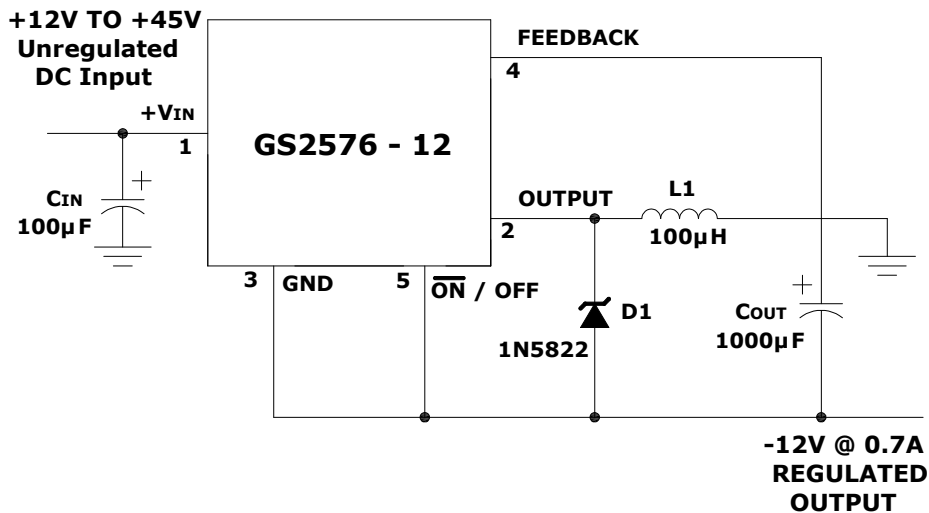 +12V TO +45V
Unregulated
DC Input
+VIN
1
CIN
100µF
GS2576 - 12
FEEDBACK
4
OUTPUT
2
L1
100µH
3
GND
5
ON / OFF
D1
1N5822
COUT
1000µF
-12V @ 0.7A
REGULATED
OUTPUT